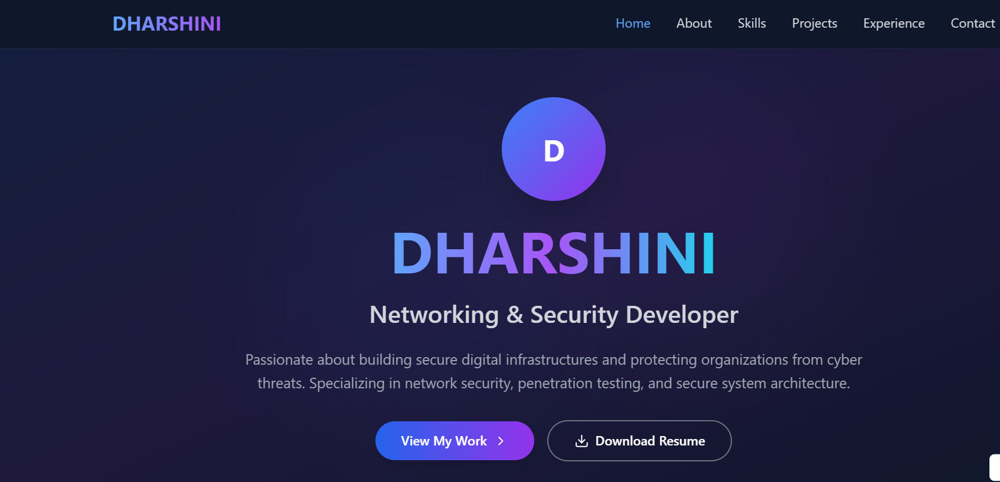 DHARSHINI
Home About Skills Projects Experience Contact
D
DHARSHINI
Networking & Security Developer
Passionate about building secure digital infrastructures and protecting organizations from cyber
threats. Specializing in network security, penetration testing, and secure system architecture.
View My Work
Download Resume